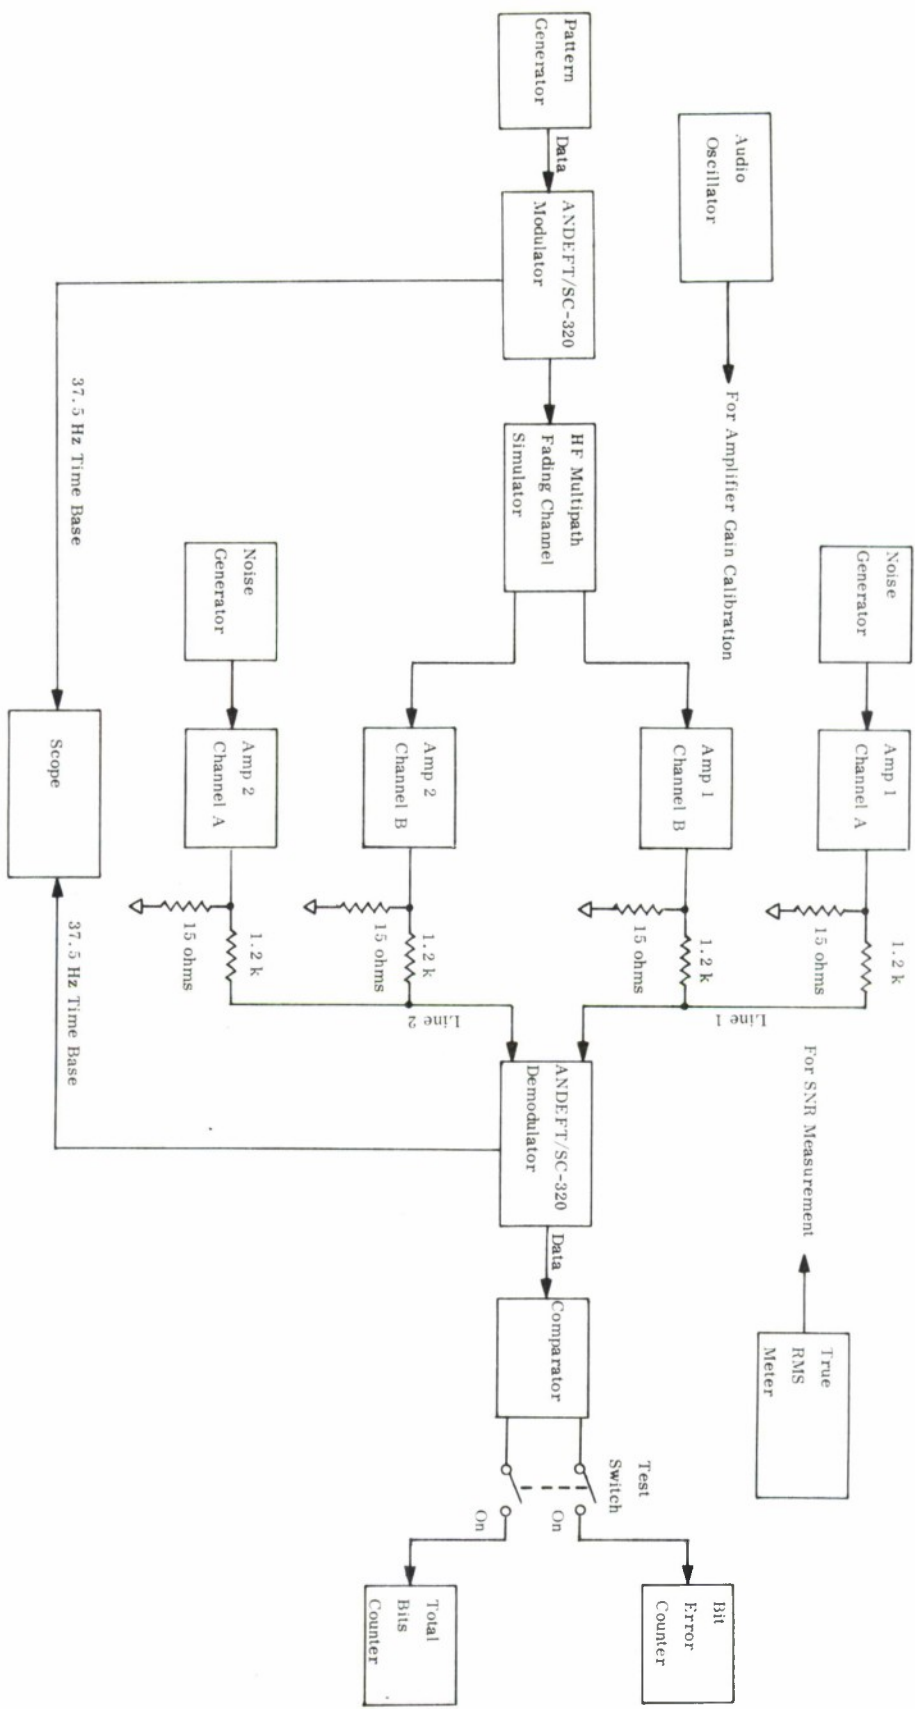 Pattern
Generator
Data
ANDEFT/SC-320
Modulator
Audio
Oscillator
For Amplifier Gain Calibration
HF Multipath
Fading Channel
Simulator
37.5 Hz Time Base
Noise
Generator
Amp 1
Channel A
1.2 k
15 ohms
Amp 1
Channel B
1.2 k
15 ohms
Line 1
Amp 2
Channel B
1.2 k
15 ohms
Line 2
Noise
Generator
Amp 2
Channel A
1.2 k
15 ohms
Scope
37.5 Hz Time Base
ANDEFT/SC-320
Demodulator
Data
For SNR Measurement
True
RMS
Meter
Comparator
Test
Switch
On
On
Bit
Error
Counter
Total
Bits
Counter